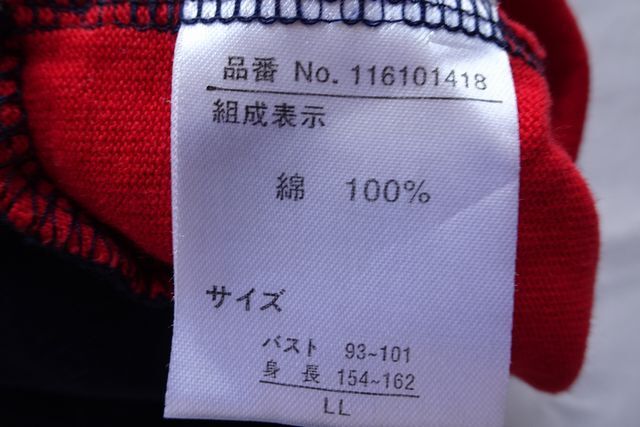 品番 No. 116101418
組成表示
綿 100%
サイズ
バスト 93~101
身長 154~162
LL